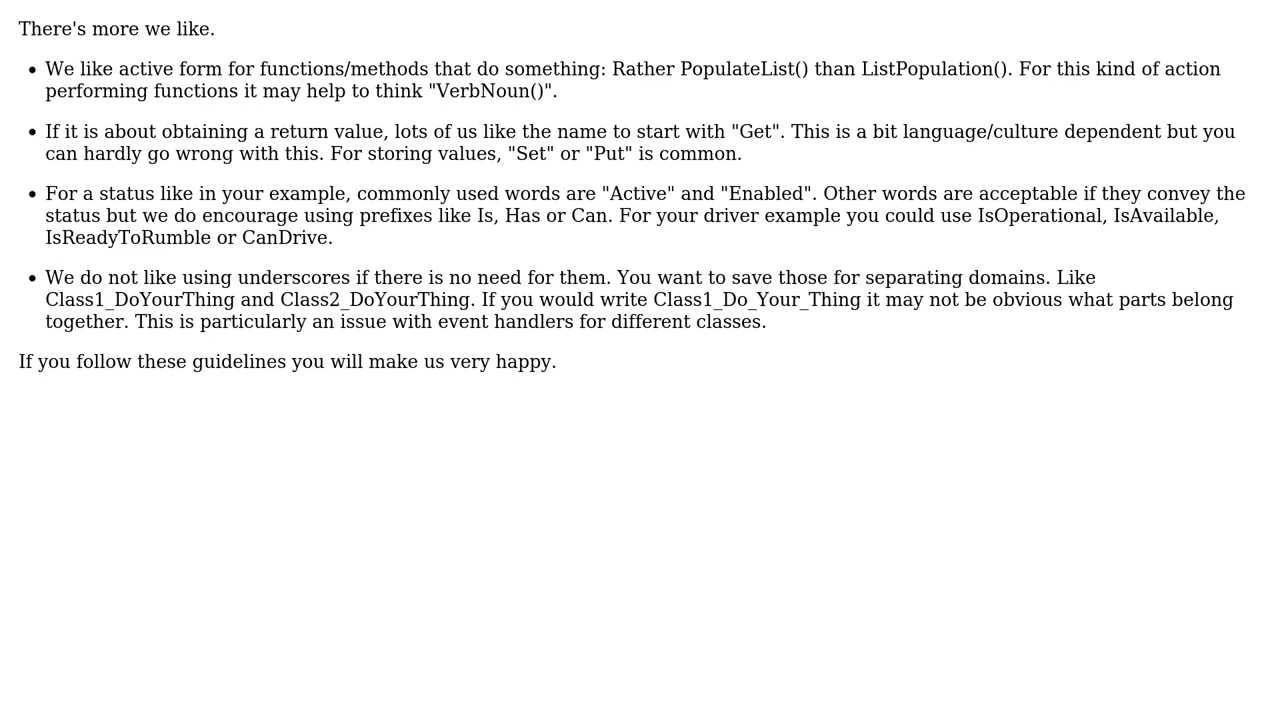 There's more we like.
• We like active form for functions/methods that do something: Rather PopulateList() than ListPopulation(). For this kind of action
performing functions it may help to think "VerbNoun()".
• If it is about obtaining a return value, lots of us like the name to start with "Get". This is a bit language/culture dependent but you
can hardly go wrong with this. For storing values, "Set" or "Put" is common.
• For a status like in your example, commonly used words are "Active" and "Enabled". Other words are acceptable if they convey the
status but we do encourage using prefixes like Is, Has or Can. For your driver example you could use IsOperational, IsAvailable,
IsReadyToRumble or CanDrive.
• We do not like using underscores if there is no need for them. You want to save those for separating domains. Like
Class1_DoYourThing and Class2_DoYourThing. If you would write Class1_Do_Your_Thing it may not be obvious what parts belong
together. This is particularly an issue with event handlers for different classes.
If you follow these guidelines you will make us very happy.